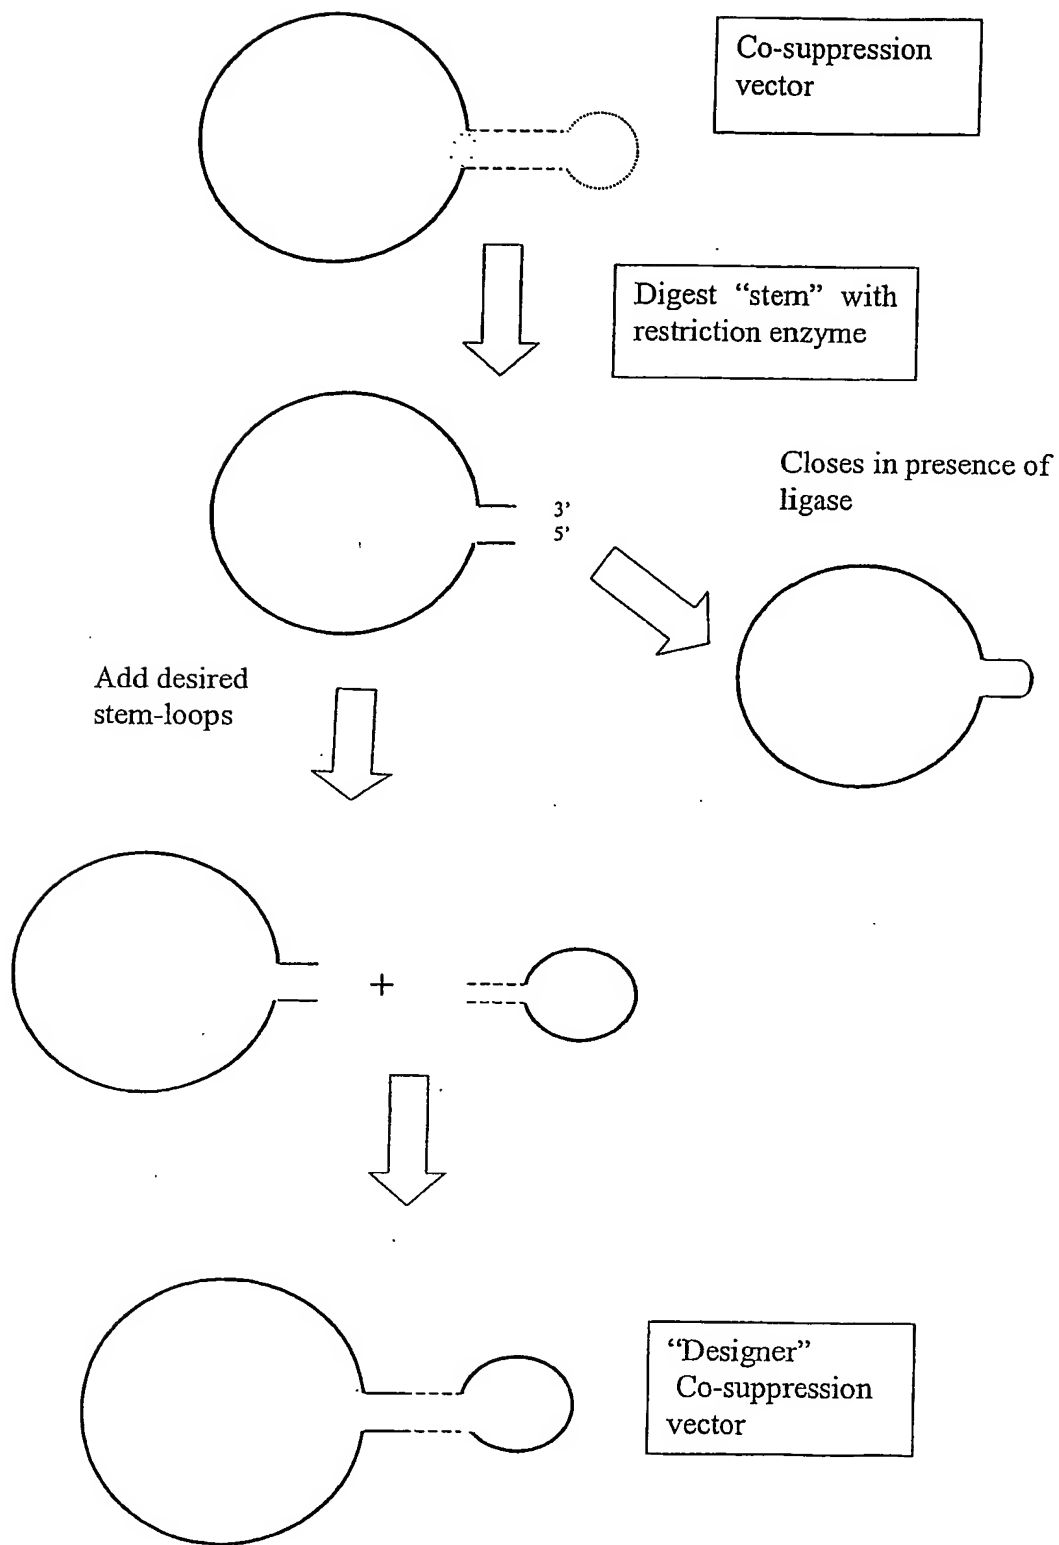 Co-suppression
vector
Digest “stem” with
restriction enzyme
Closes in presence of
ligase
3’
5’
Add desired
stem-loops
+
“Designer”
Co-suppression
vector